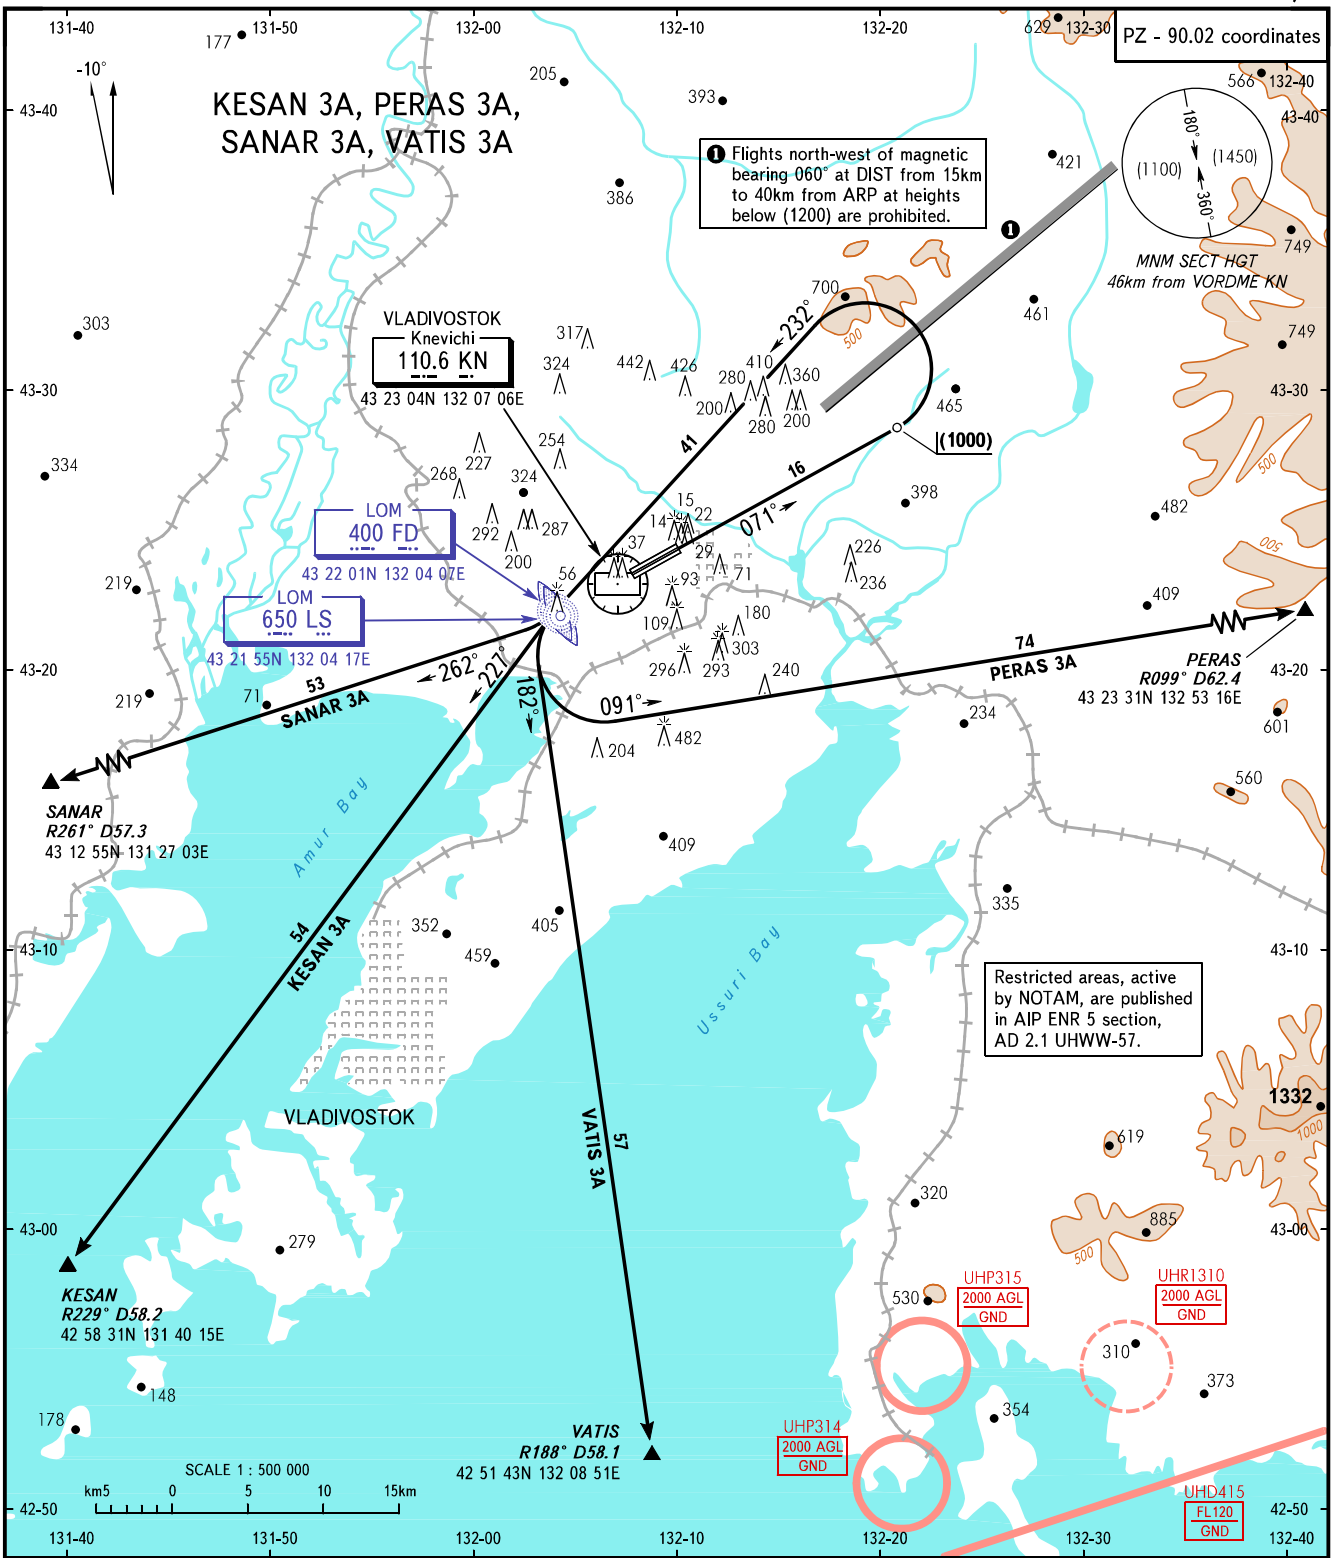 131-40
131-50
132-00
132-10
132-20
132-30
PZ - 90.02 coordinates
629
177
566
132-40
-10°
205
393
43-40
43-40
KESAN 3A, PERAS 3A,
SANAR 3A, VATIS 3A
180°
(1100)
(1450)
360°
1 Flights north-west of magnetic
bearing 060° at DIST from 15km
to 40km from ARP at heights
below (1200) are prohibited.
421
386
1
749
MNM SECT HGT
46km from VORDME KN
700
500
461
303
VLADIVOSTOK
Knevichi
110.6 KN
43 23 04N 132 07 06E
317
324
442
426
280
410
360
200
280
200
232°
749
43-30
43-30
465
(1000)
41
16
071°
254
227
268
324
334
292
287
200
15
14
22
29
37
398
482
500
500
LOM
400 FD
43 22 01N 132 04 07E
226
236
71
93
56
219
LOM
650 LS
43 21 55N 132 04 17E
109
180
409
303
296
293
240
74
PERAS 3A
PERAS
R099° D62.4
43 23 31N 132 53 16E
43-20
43-20
262°
227°
182°
091°
53
SANAR 3A
219
71
204
482
234
601
560
SANAR
R261° D57.3
43 12 55N 131 27 03E
Amur Bay
409
335
352
405
459
54
KESAN 3A
43-10
43-10
Ussuri Bay
Restricted areas, active
by NOTAM, are published
in AIP ENR 5 section,
AD 2.1 UHWW-57.
VLADIVOSTOK
57
VATIS 3A
1332
1000
619
320
885
500
43-00
43-00
279
KESAN
R229° D58.2
42 58 31N 131 40 15E
530
UHP315
2000 AGL
GND
UHR1310
2000 AGL
GND
310
373
148
178
354
VATIS
R188° D58.1
42 51 43N 132 08 51E
UHP314
2000 AGL
GND
SCALE 1 : 500 000
km5 0 5 10 15km
UHD415
FL120
GND
42-50
42-50
131-40
131-50
132-00
132-10
132-20
132-30
132-40